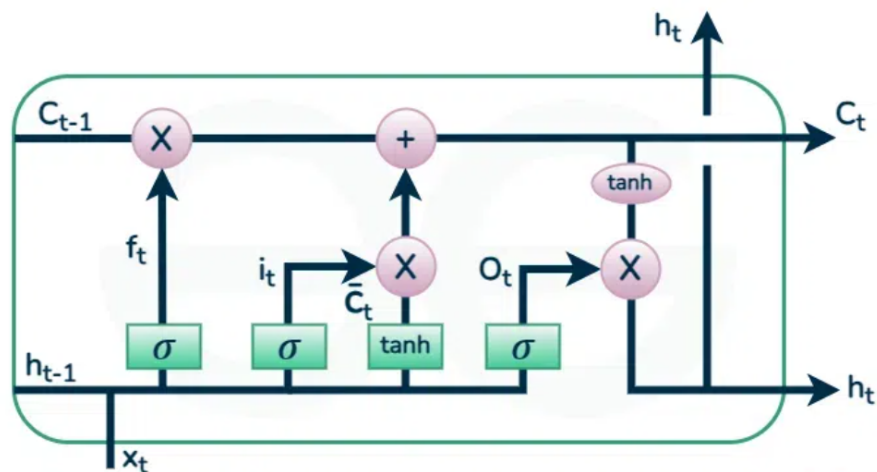 hₜ
Cₜ₋₁
X
+
Cₜ
tanh
fₜ
iₜ
X
Oₜ
X
C̄ₜ
σ
σ
tanh
σ
hₜ₋₁
hₜ
xₜ